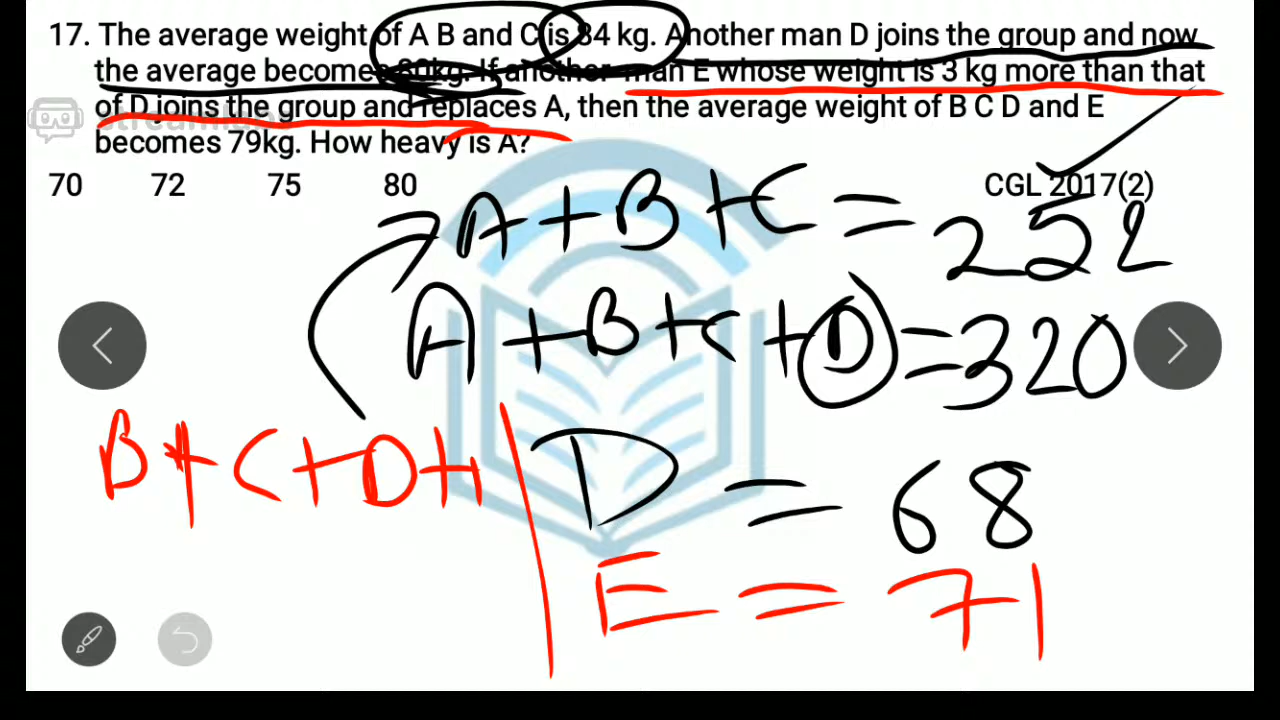 17. The average weight of A B and C is 84 kg. Another man D joins the group and now
the average becomes 80kg. If another man E whose weight is 3 kg more than that
of D joins the group and replaces A, then the average weight of B C D and E
becomes 79kg. How heavy is A?
70 72 75 80 CGL 2017(2)
A+B+C=252
A+B+C+D=320
B+C+D+
D=68
E=71